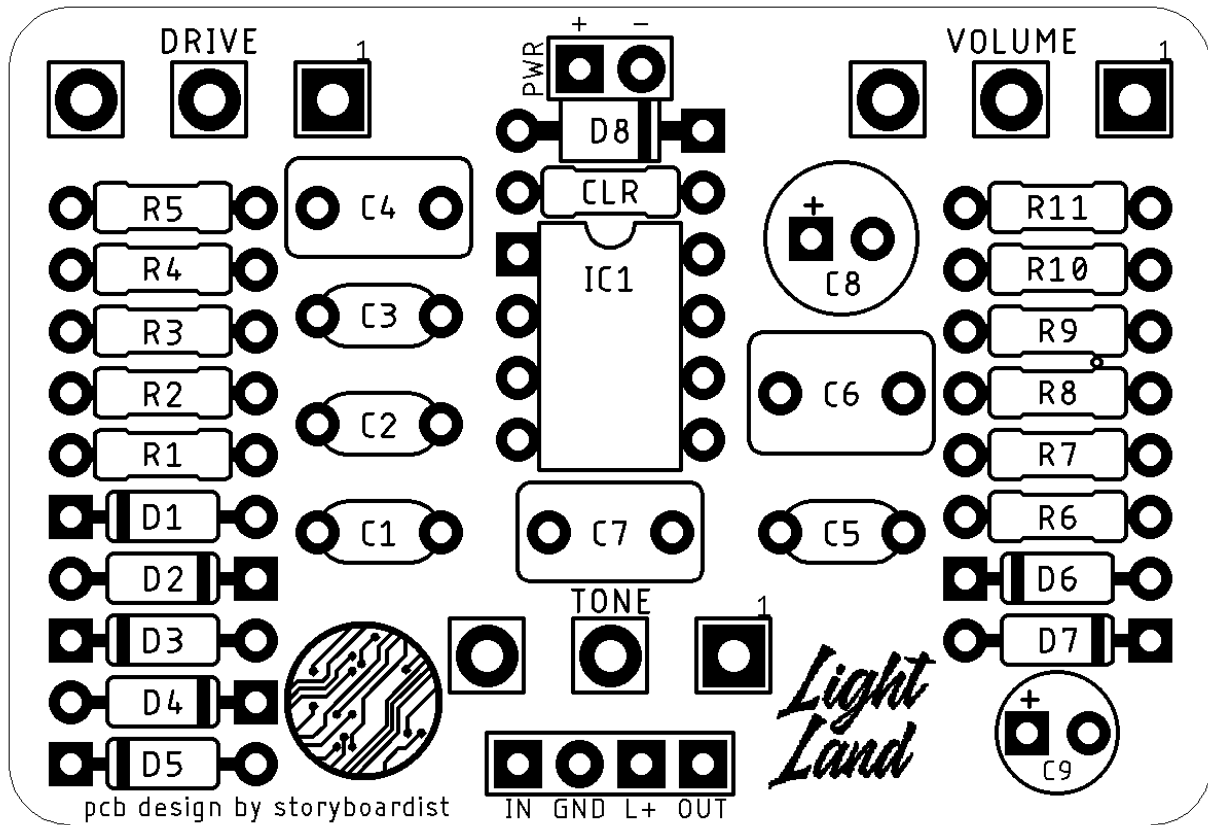 + -
DRIVE
1
PWR
VOLUME
1
D8
R5
C4
CLR
+
R11
R4
IC1
C8
R10
R3
C3
R9
R2
C2
C6
R8
R1
R7
D1
C1
C7
C5
R6
D2
D6
TONE
1
D3
D7
D4
Light
Land
+
D5
C9
pcb design by storyboardist
IN GND L+ OUT